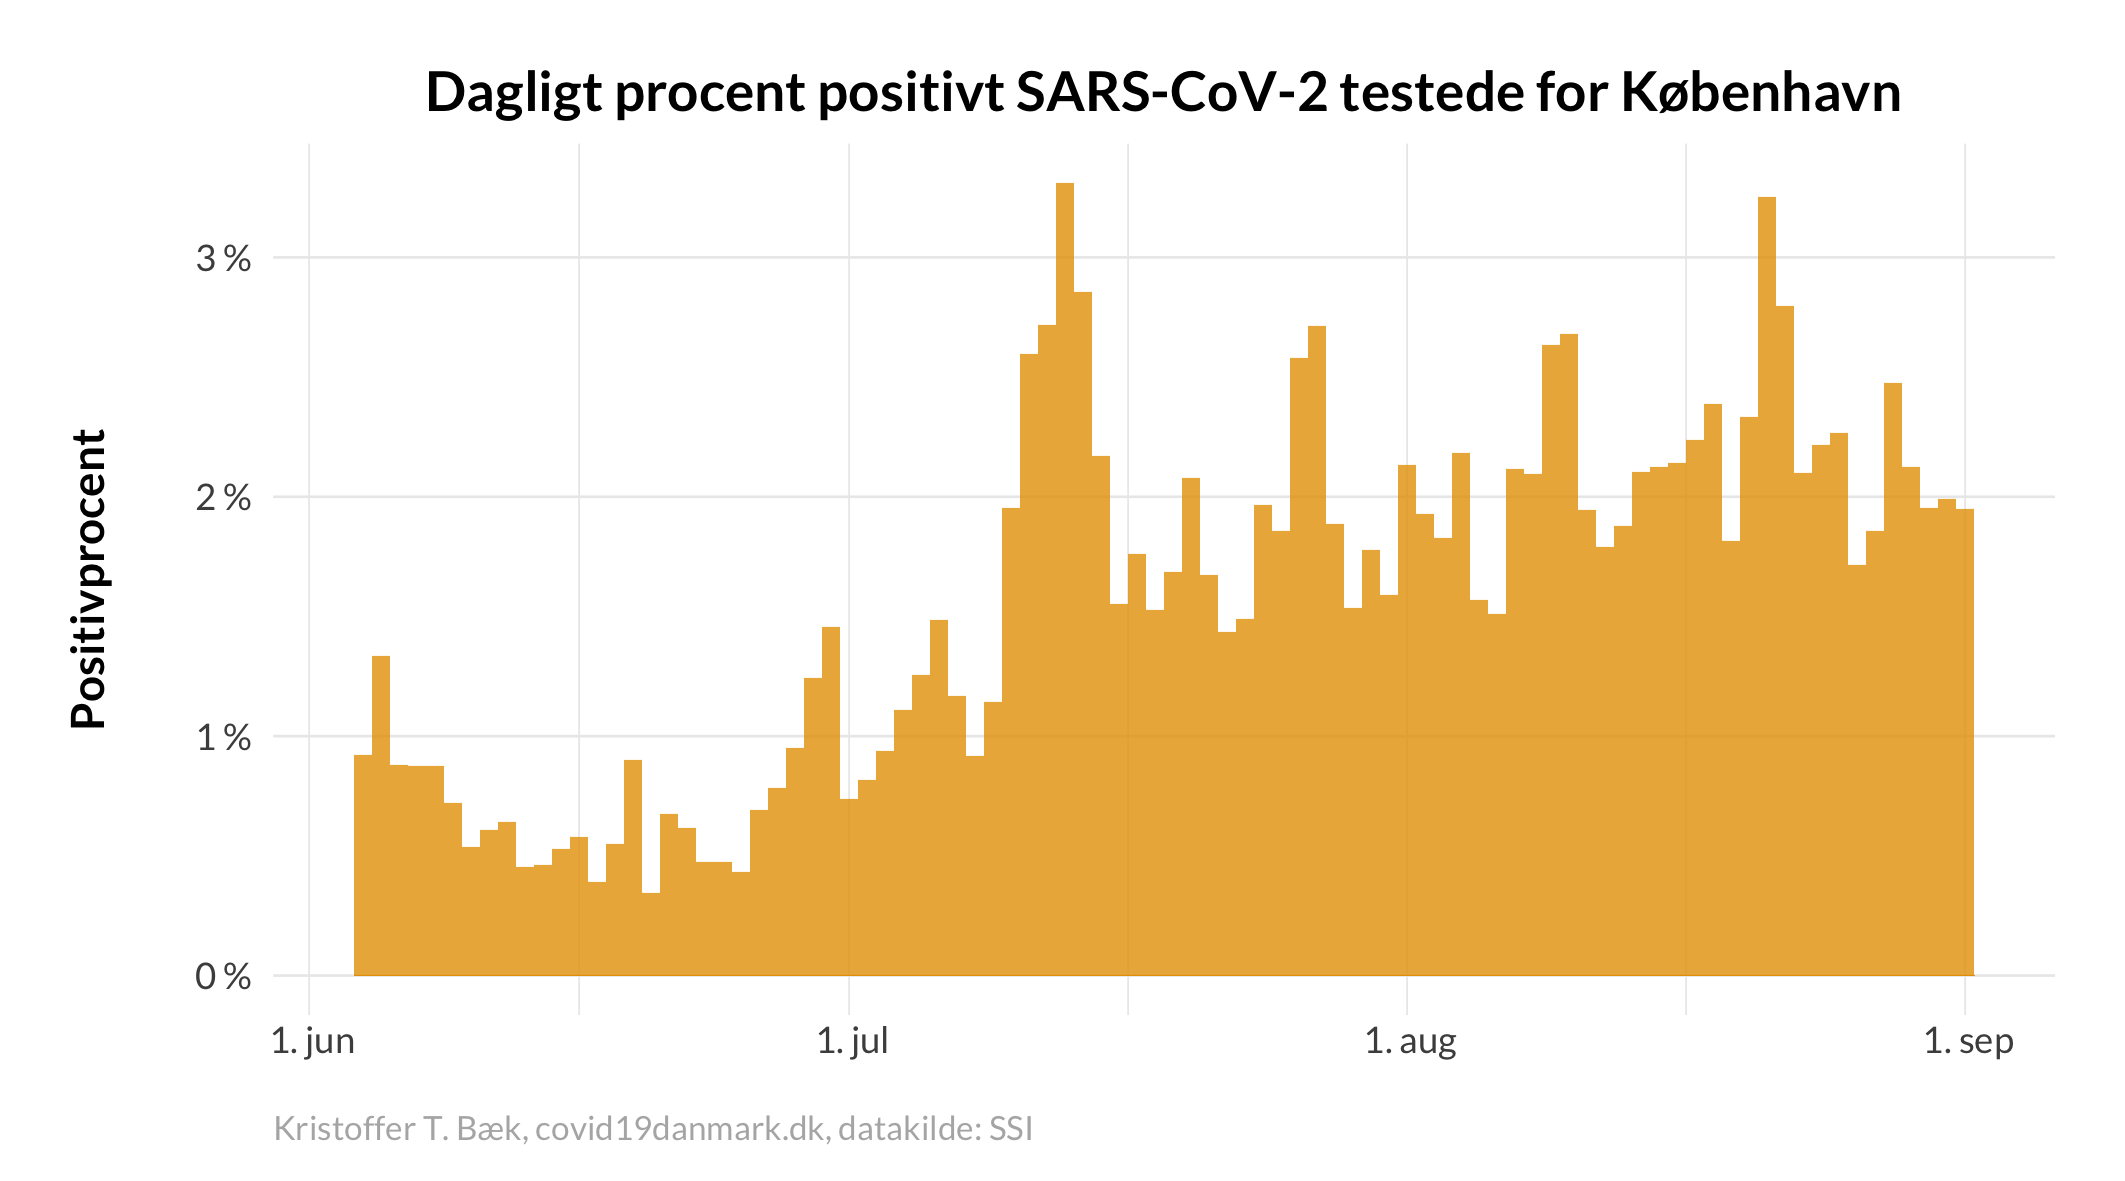 Dagligt procent positivt SARS-CoV-2 testede for København
Positivprocent
3 %
2 %
1 %
0 %
1. jun
1. jul
1. aug
1. sep
Kristoffer T. Bæk, covid19danmark.dk, datakilde: SSI